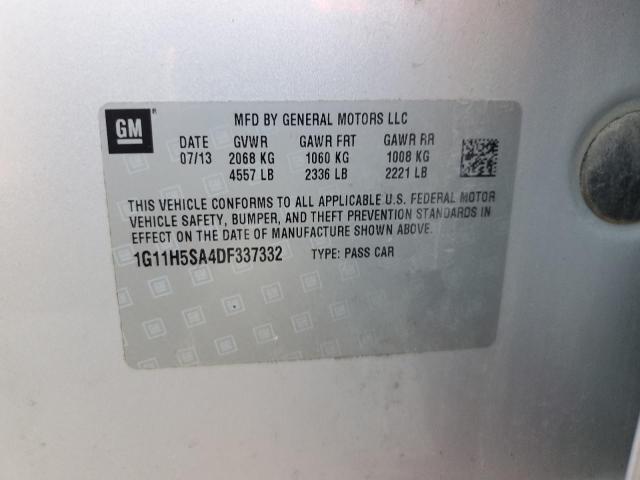 GM
MFD BY GENERAL MOTORS LLC
DATE GVWR GAWR FRT GAWR RR
07/13 2068 KG 1060 KG 1008 KG
4557 LB 2336 LB 2221 LB
THIS VEHICLE CONFORMS TO ALL APPLICABLE U.S. FEDERAL MOTOR
VEHICLE SAFETY, BUMPER, AND THEFT PREVENTION STANDARDS IN
EFFECT ON THE DATE OF MANUFACTURE SHOWN ABOVE.
1G11H5SA4DF337332 TYPE: PASS CAR